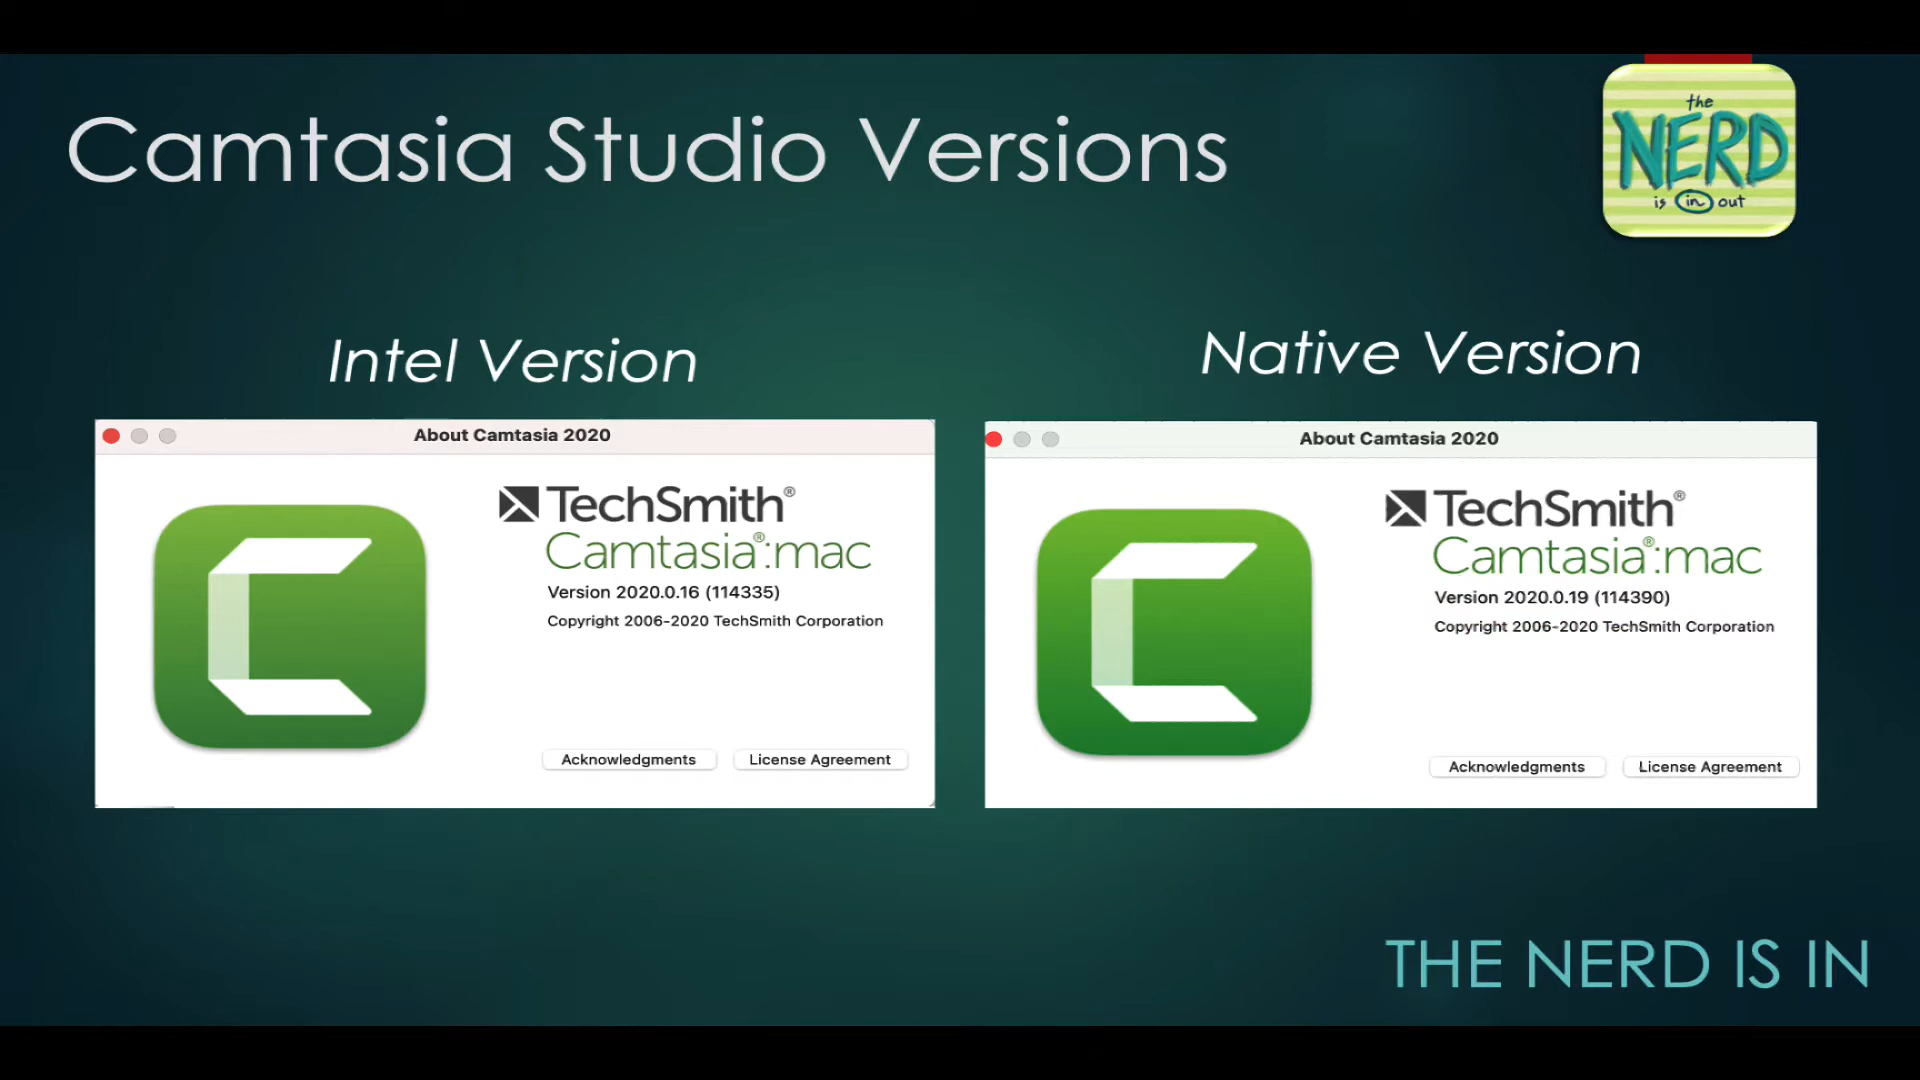 Camtasia Studio Versions
the
NERD
is in out
Intel Version
Native Version
About Camtasia 2020
TechSmith®
Camtasia®:mac
Version 2020.0.16 (114335)
Copyright 2006-2020 TechSmith Corporation
Acknowledgments
License Agreement
About Camtasia 2020
TechSmith®
Camtasia®:mac
Version 2020.0.19 (114390)
Copyright 2006-2020 TechSmith Corporation
Acknowledgments
License Agreement
THE NERD IS IN